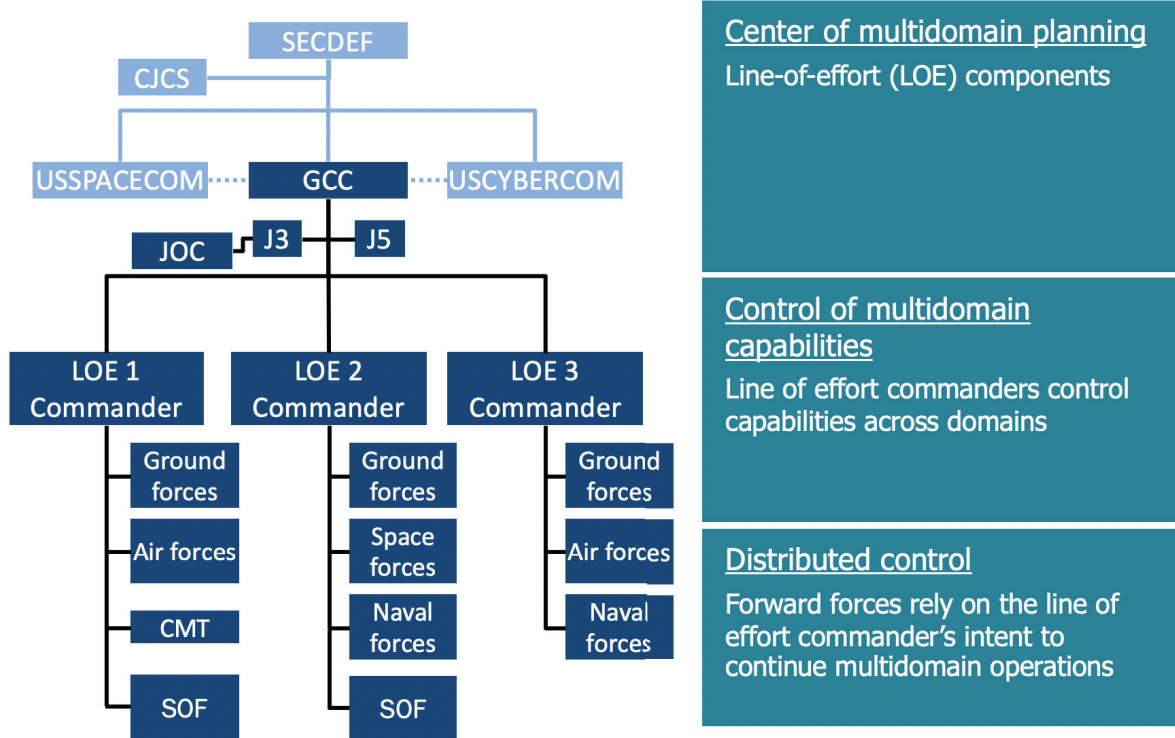 SECDEF
CJCS
USSPACECOM
GCC
USCYBERCOM
JOC
J3
J5
LOE 1
Commander
LOE 2
Commander
LOE 3
Commander
Ground
forces
Air forces
CMT
SOF
Ground
forces
Space
forces
Naval
forces
SOF
Ground
forces
Air forces
Naval
forces
Center of multidomain planning
Line-of-effort (LOE) components
Control of multidomain
capabilities
Line of effort commanders control
capabilities across domains
Distributed control
Forward forces rely on the line of
effort commander’s intent to
continue multidomain operations